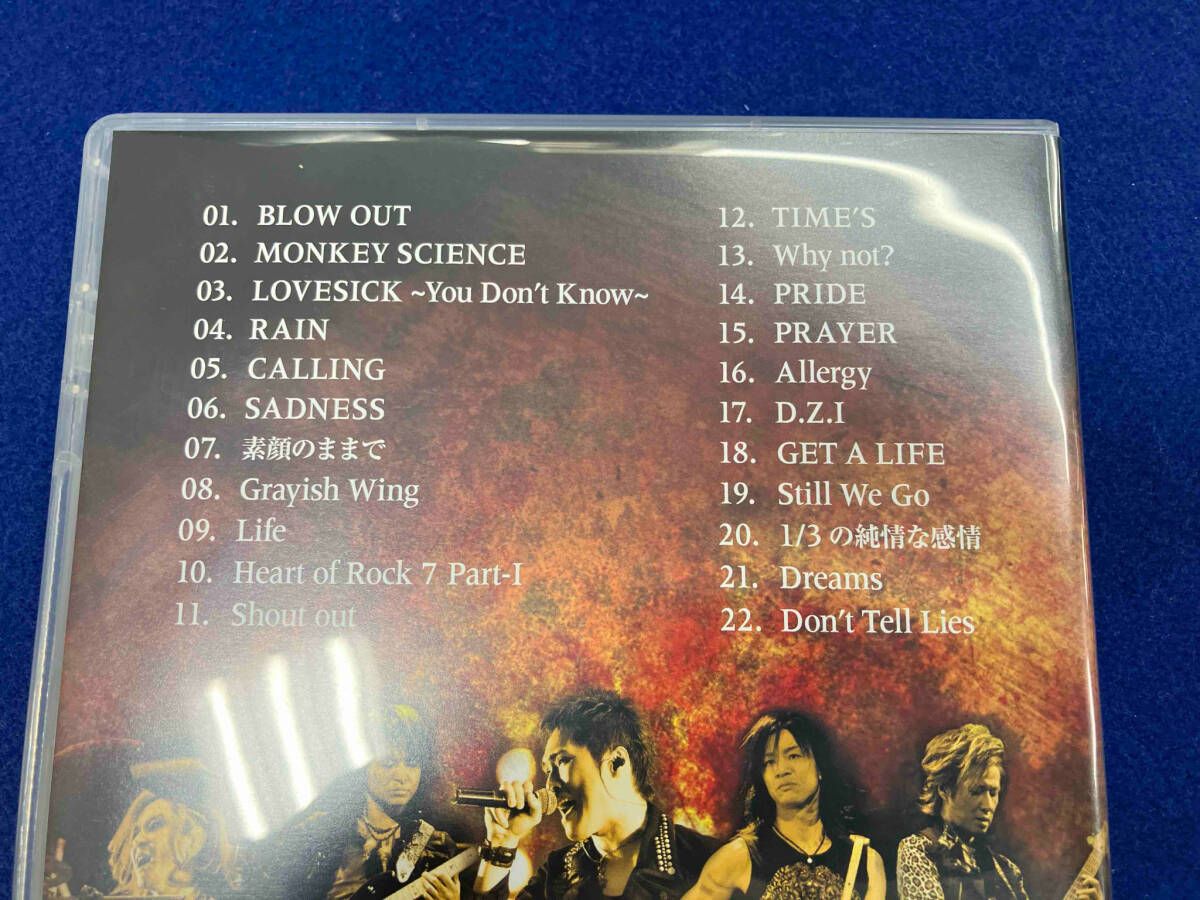 01. BLOW OUT
02. MONKEY SCIENCE
03. LOVESICK ~You Don't Know~
04. RAIN
05. CALLING
06. SADNESS
07. 素顔のままで
08. Grayish Wing
09. Life
10. Heart of Rock 7 Part-I
11. Shout out
12. TIME'S
13. Why not?
14. PRIDE
15. PRAYER
16. Allergy
17. D.Z.I
18. GET A LIFE
19. Still We Go
20. 1/3の純情な感情
21. Dreams
22. Don't Tell Lies